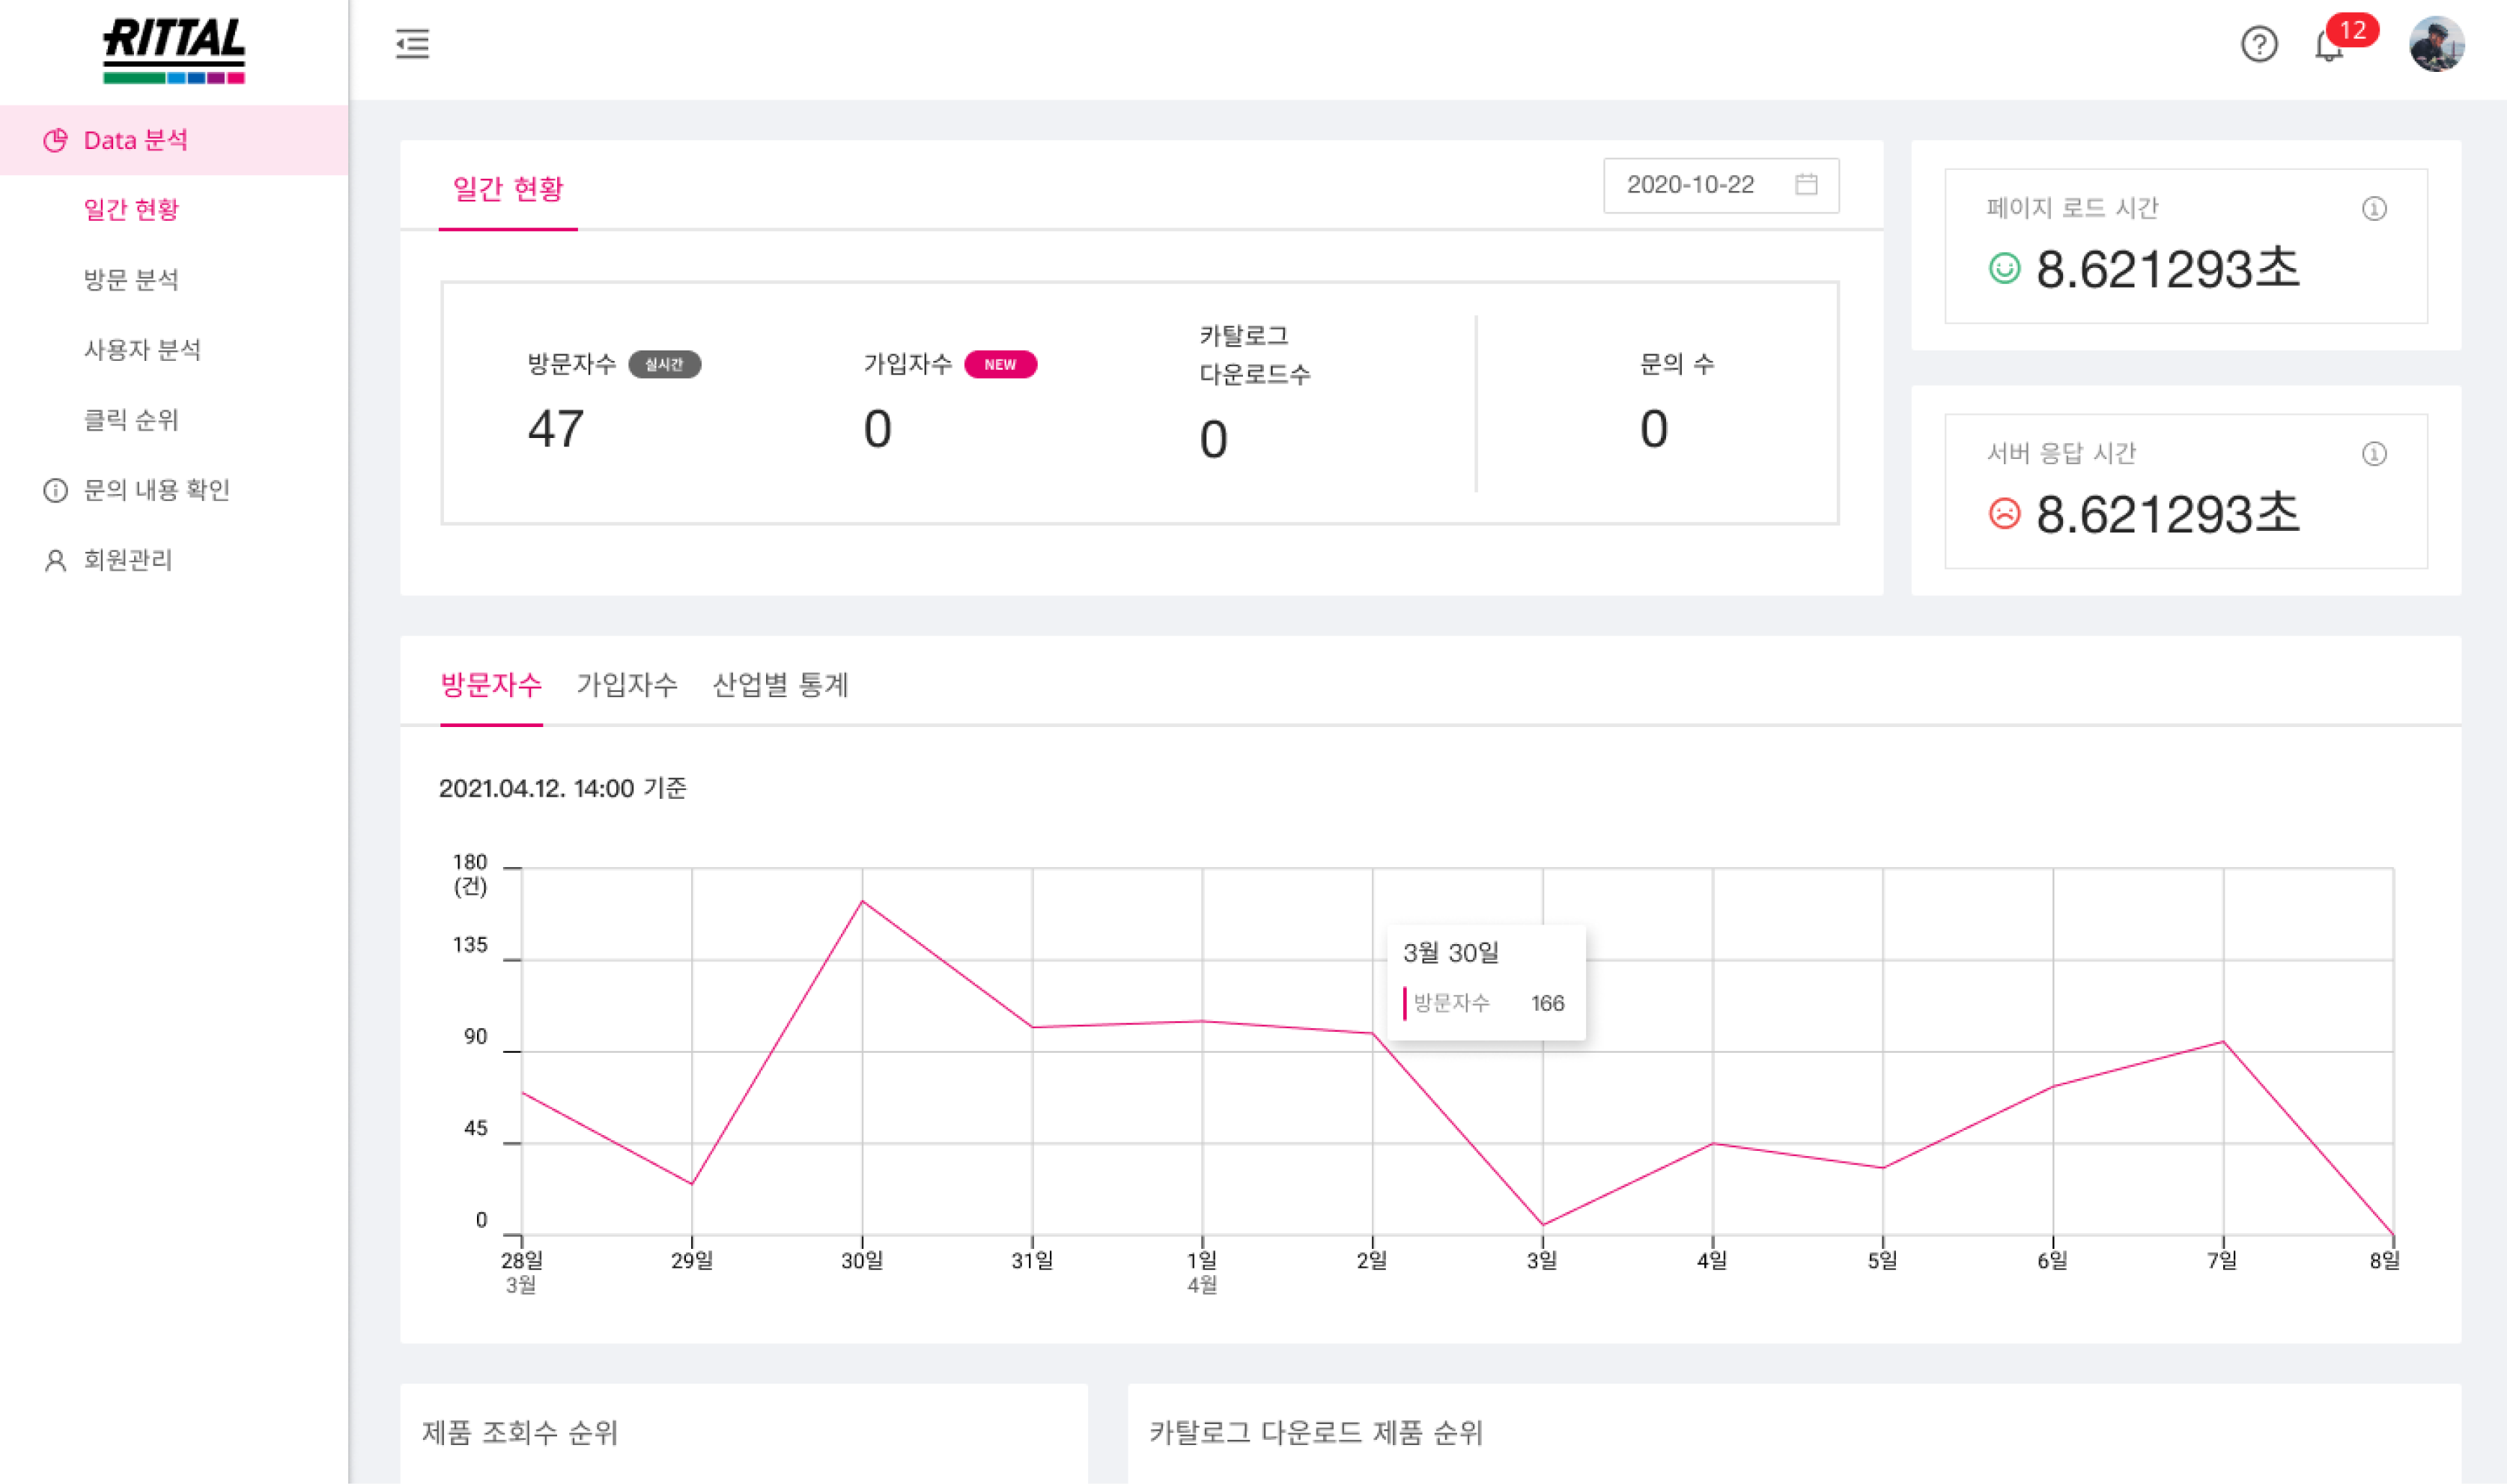 RITTAL
12
Data 분석
일간 현황
방문 분석
사용자 분석
클릭 순위
문의 내용 확인
회원관리
일간 현황
2020-10-22
방문자수 실시간
47
가입자수 NEW
0
카탈로그
다운로드수
0
문의 수
0
페이지 로드 시간
8.621293초
서버 응답 시간
8.621293초
방문자수 가입자수 산업별 통계
2021.04.12. 14:00 기준
180
(건)
135
90
45
0
3월 30일
방문자수 166
28일 29일 30일 31일 1일 2일 3일 4일 5일 6일 7일 8일
3월 4월
제품 조회수 순위
카탈로그 다운로드 제품 순위